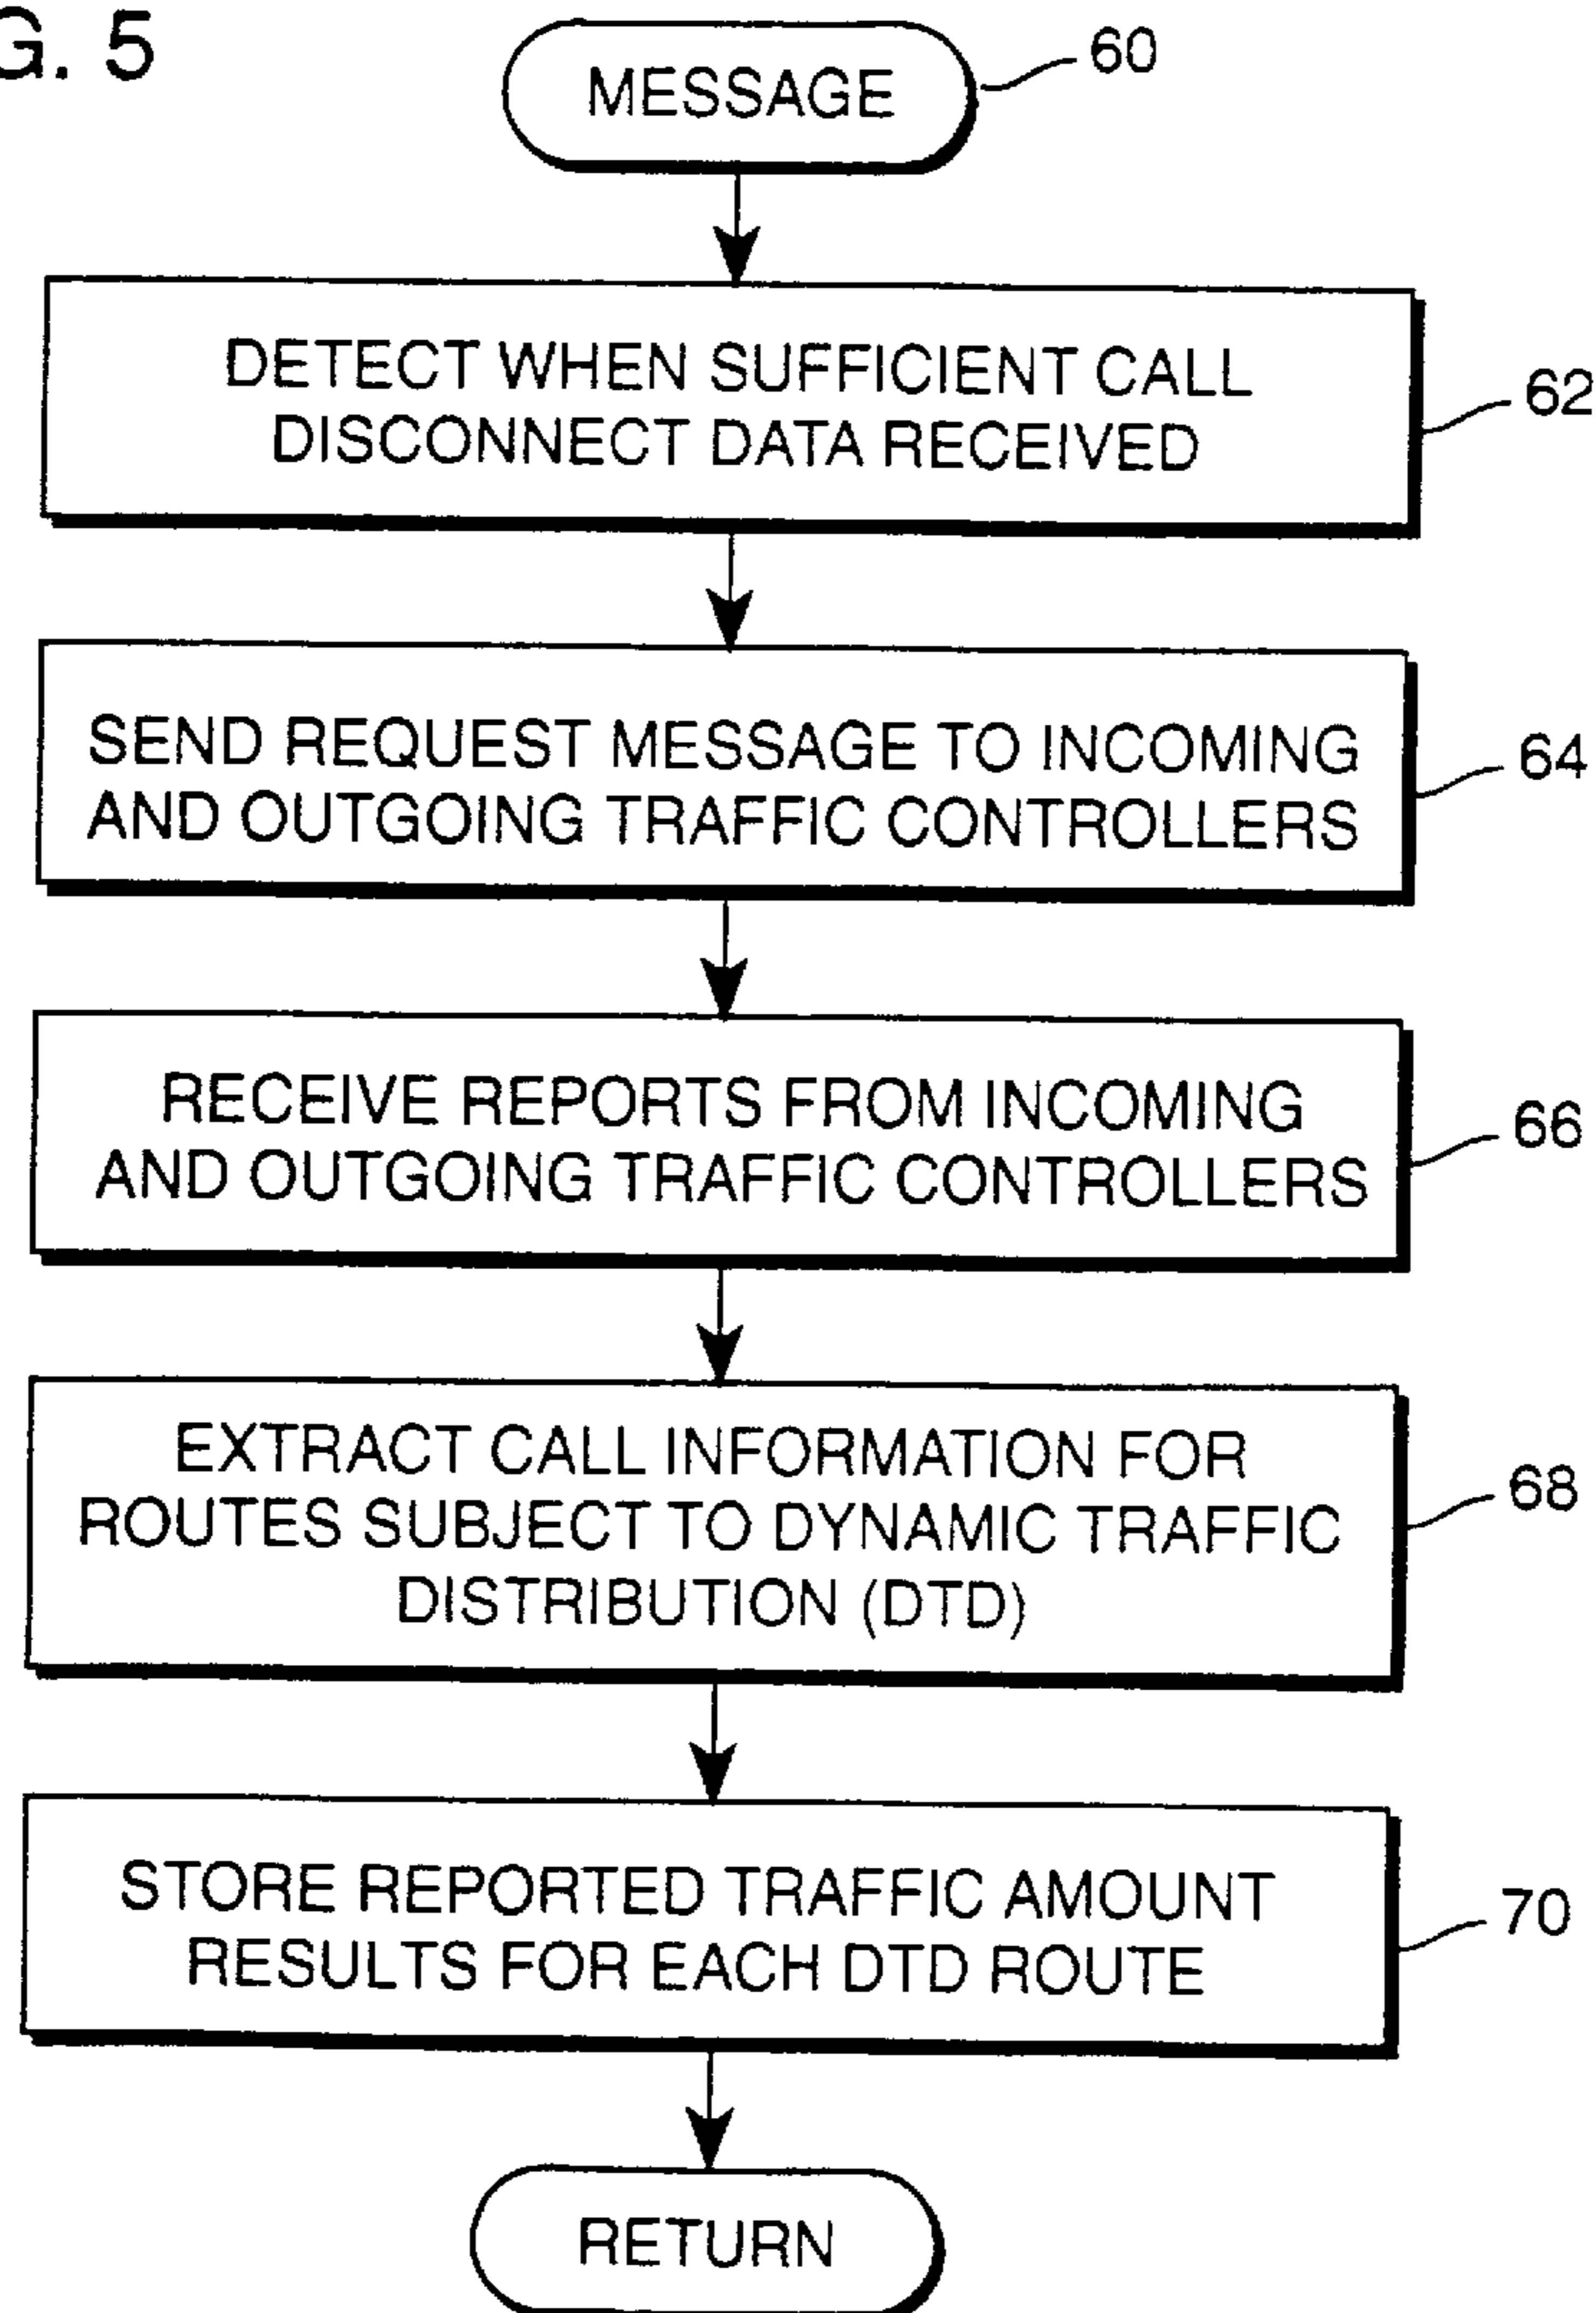 G. 5
MESSAGE
60
DETECT WHEN SUFFICIENT CALL
DISCONNECT DATA RECEIVED
62
SEND REQUEST MESSAGE TO INCOMING
AND OUTGOING TRAFFIC CONTROLLERS
64
RECEIVE REPORTS FROM INCOMING
AND OUTGOING TRAFFIC CONTROLLERS
66
EXTRACT CALL INFORMATION FOR
ROUTES SUBJECT TO DYNAMIC TRAFFIC
DISTRIBUTION (DTD)
68
STORE REPORTED TRAFFIC AMOUNT
RESULTS FOR EACH DTD ROUTE
70
RETURN